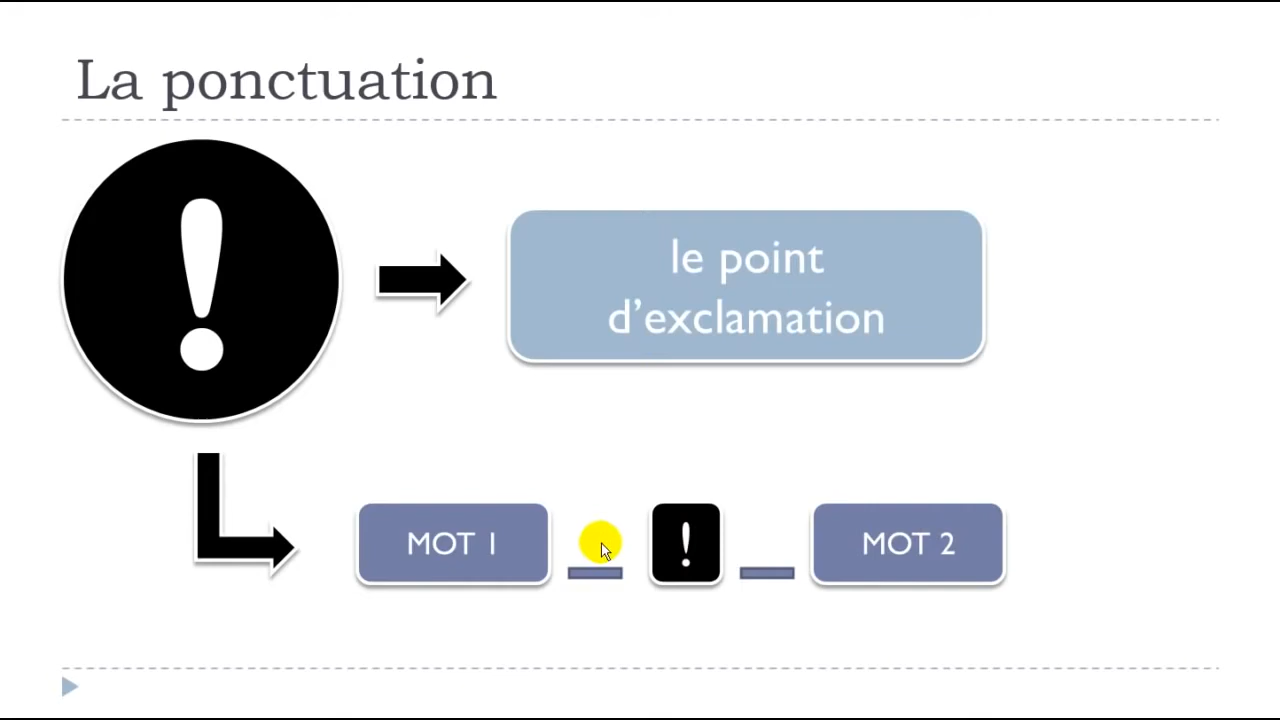 La ponctuation
!
le point
d’exclamation
MOT 1 _ ! _ MOT 2